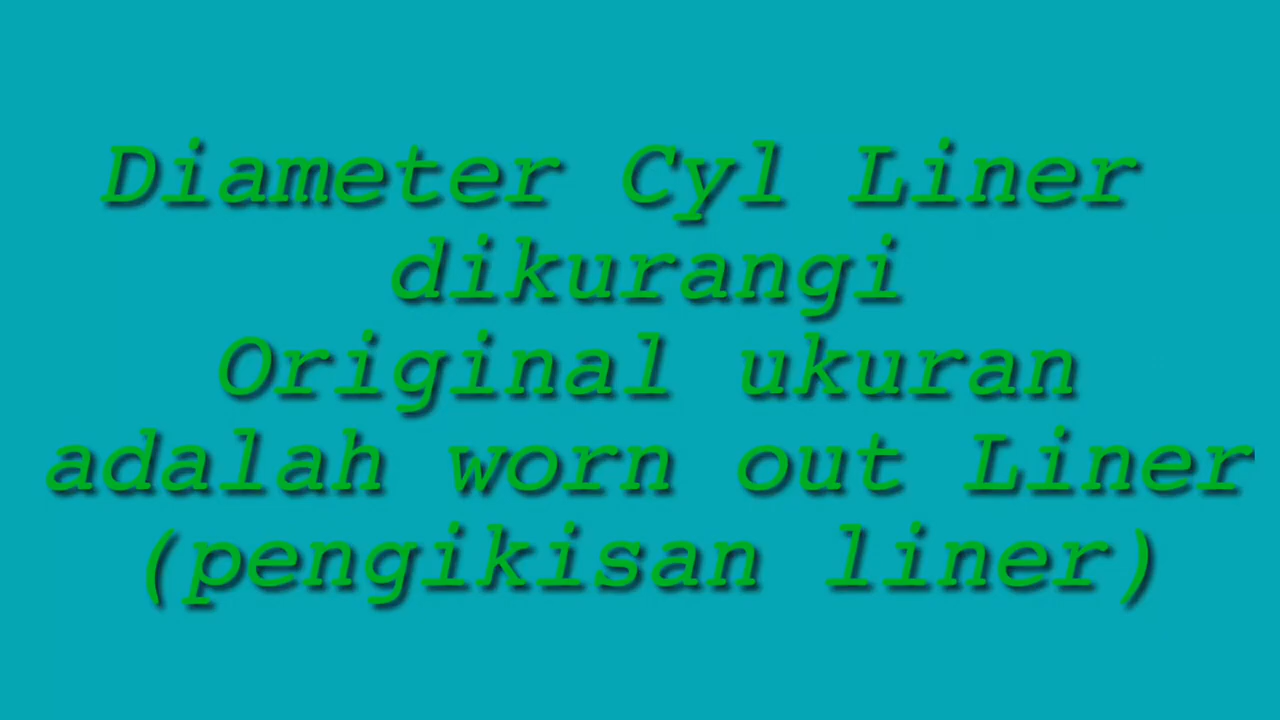 Diameter Cyl Liner
dikurangi
Original ukuran
adalah worn out Liner
(pengikisan liner)